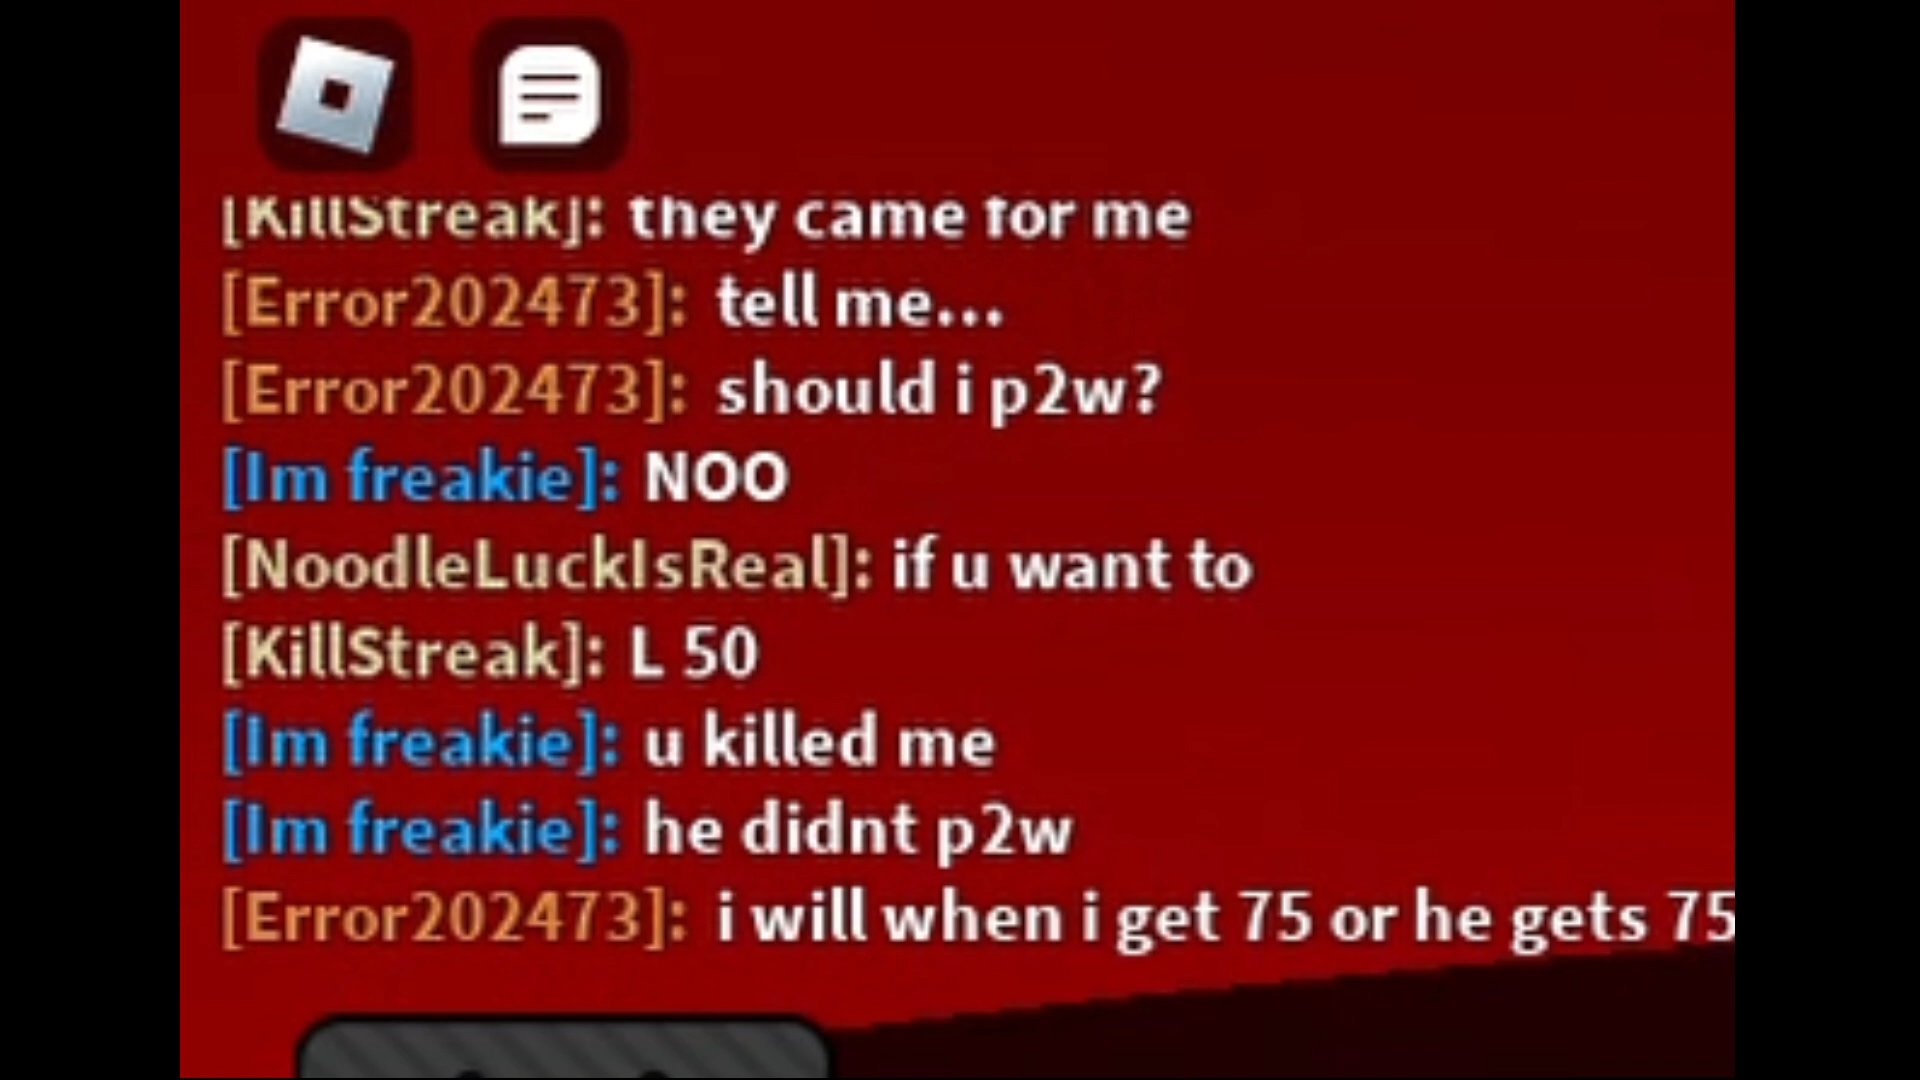 [KillStreak]: they came for me
[Error202473]: tell me...
[Error202473]: should i p2w?
[Im freakie]: NOO
[NoodleLuckIsReal]: if u want to
[KillStreak]: L 50
[Im freakie]: u killed me
[Im freakie]: he didnt p2w
[Error202473]: i will when i get 75 or he gets 75